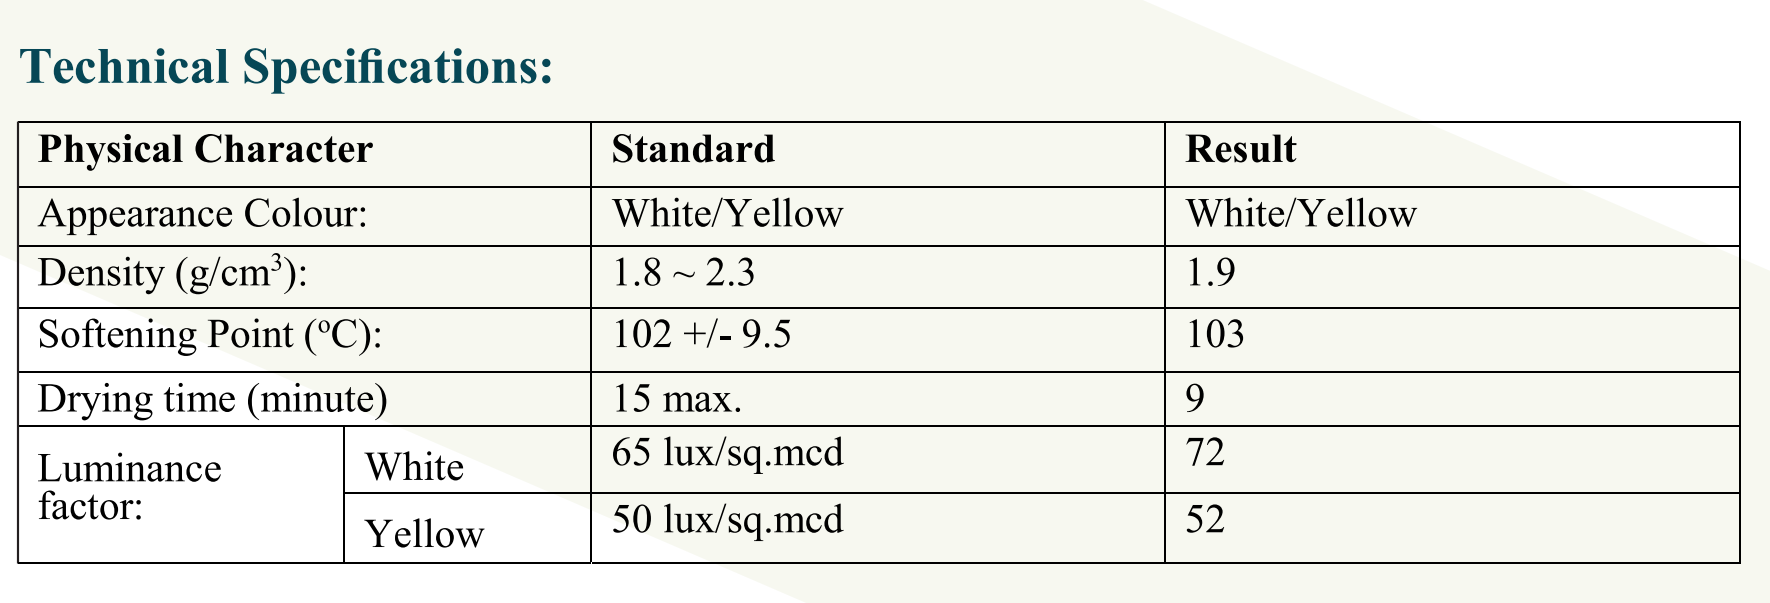 Technical Specifications:
Physical Character Standard Result
Appearance Colour: White/Yellow White/Yellow
Density (g/cm³): 1.8 ~ 2.3 1.9
Softening Point (ºC): 102 +/- 9.5 103
Drying time (minute) 15 max. 9
Luminance factor: White 65 lux/sq.mcd 72
Yellow 50 lux/sq.mcd 52